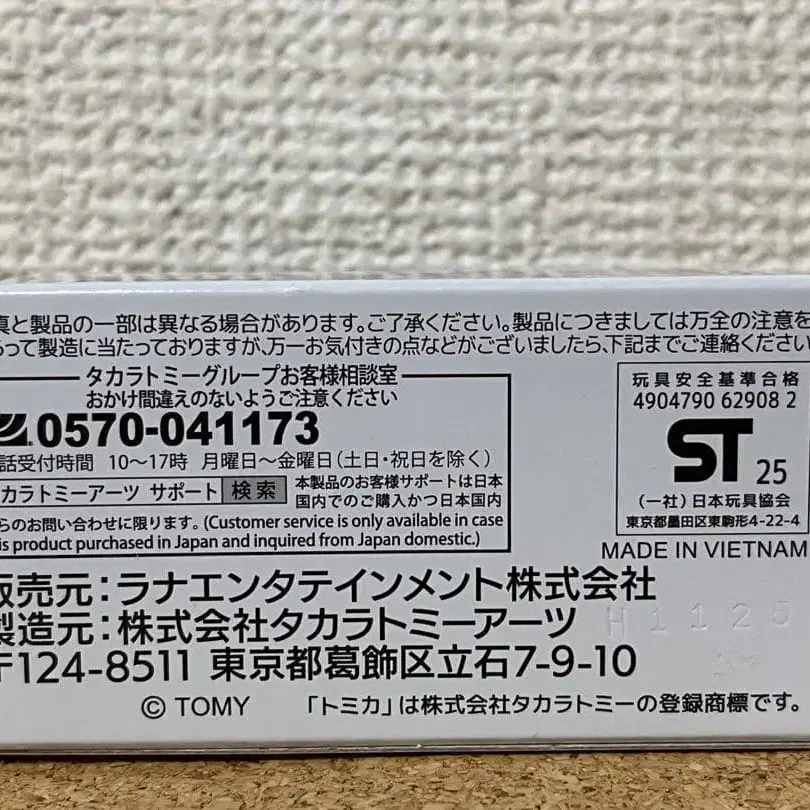 真と製品の一部は異なる場合があります。ご了承ください。製品につきましては万全の注意を
らって製造に当たっておりますが、万一お気付きの点などがございましたら、下記までご連絡ください
タカラトミーグループお客様相談室
おかけ間違えのないようご注意ください
0570-041173
話受付時間 10〜17時 月曜日〜金曜日(土日・祝日を除く)
カラトミーアーツ サポート 検索
本製品のお客様サポートは日本
国内でのご購入かつ日本国内
らのお問い合わせに限ります。(Customer service is only available in case
is product purchased in Japan and inquired from Japan domestic.)
玩具安全基準合格
4904790 62908 2
ST 25
(一社)日本玩具協会
東京都墨田区東駒形4-22-4
MADE IN VIETNAM
販売元:ラナエンタテインメント株式会社
製造元:株式会社タカラトミーアーツ
〒124-8511 東京都葛飾区立石7-9-10
H1125
© TOMY 「トミカ」は株式会社タカラトミーの登録商標です。